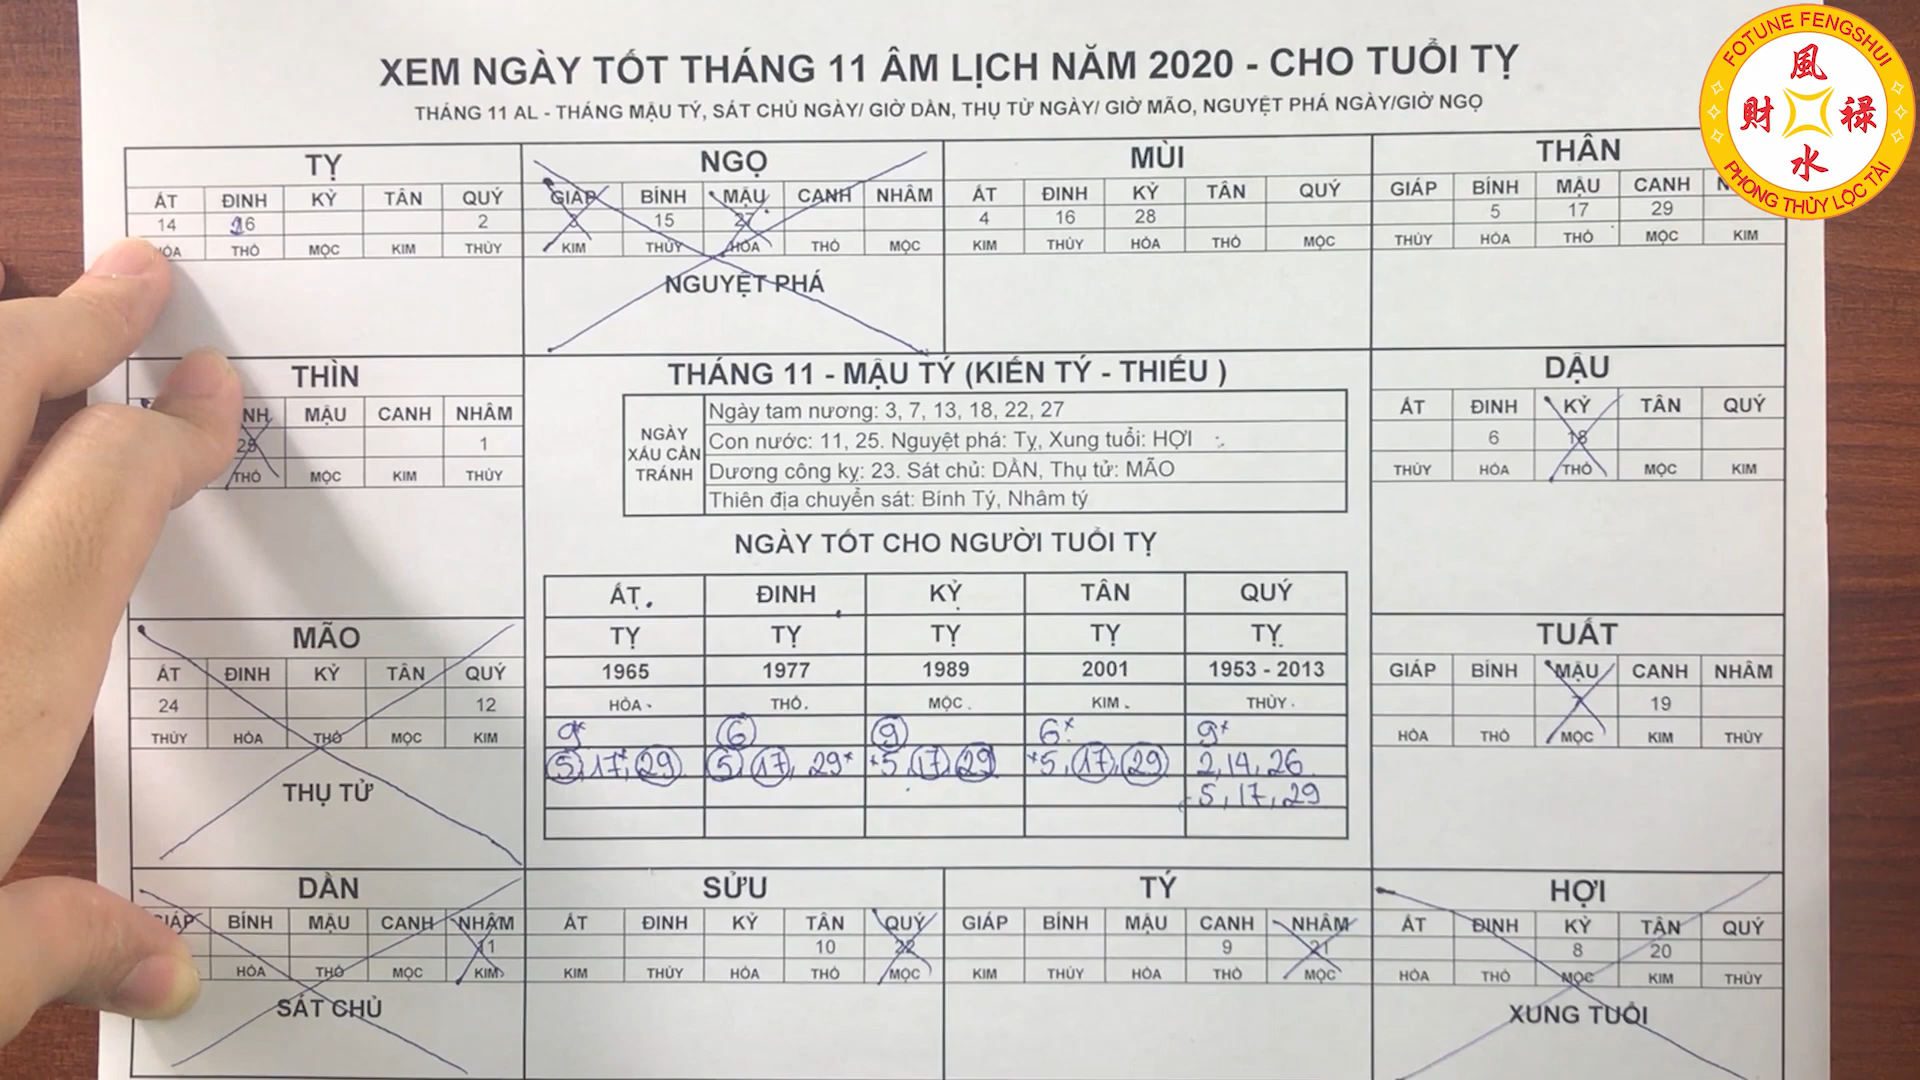 XEM NGÀY TỐT THÁNG 11 ÂM LỊCH NĂM 2020 - CHO TUỔI TỴ
THÁNG 11 AL - THÁNG MẬU TÝ, SÁT CHỦ NGÀY/ GIỜ DẦN, THỤ TỬ NGÀY/ GIỜ MÃO, NGUYỆT PHÁ NGÀY/GIỜ NGỌ
FOTUNE FENGSHUI
風
財 禄
水
PHONG THỦY LỘC TÀI
TỴ
ẤT ĐINH KỶ TÂN QUÝ
14 26 2
HỎA THỔ MỘC KIM THỦY
NGỌ
GIÁP BÍNH MẬU CANH NHÂM
3 15 27
KIM THỦY HỎA THỔ MỘC
NGUYỆT PHÁ
MÙI
ẤT ĐINH KỶ TÂN QUÝ
4 16 28
KIM THỦY HỎA THỔ MỘC
THÂN
GIÁP BÍNH MẬU CANH
5 17 29
THỦY HỎA THỔ MỘC KIM
THÌN
MẬU CANH NHÂM
1
THỔ MỘC KIM THỦY
THÁNG 11 - MẬU TÝ (KIẾN TÝ - THIẾU )
NGÀY XẤU CẦN TRÁNH
Ngày tam nương: 3, 7, 13, 18, 22, 27
Con nước: 11, 25. Nguyệt phá: Tỵ, Xung tuổi: HỢI
Dương công kỵ: 23. Sát chủ: DẦN, Thụ tử: MÃO
Thiên địa chuyển sát: Bính Tý, Nhâm tý
DẬU
ẤT ĐINH KỶ TÂN QUÝ
6 18
THỦY HỎA THỔ MỘC KIM
NGÀY TỐT CHO NGƯỜI TUỔI TỴ
ẤT ĐINH KỶ TÂN QUÝ
TỴ TỴ TỴ TỴ TỴ
1965 1977 1989 2001 1953 - 2013
HỎA THỔ MỘC KIM THỦY
9* 6 9 6* 9*
5, 17*, 29 5, 17, 29* *5, 17, 29 *5, 17, 29 2, 14, 26
5, 17, 29
MÃO
ẤT ĐINH KỶ TÂN QUÝ
24 12
THỦY HỎA THỔ MỘC KIM
THỤ TỬ
TUẤT
GIÁP BÍNH MẬU CANH NHÂM
7 19
HỎA THỔ MỘC KIM THỦY
DẦN
GIÁP BÍNH MẬU CANH NHÂM
11
HỎA THỔ MỘC KIM
SÁT CHỦ
SỬU
ẤT ĐINH KỶ TÂN QUÝ
10 22
KIM THỦY HỎA THỔ MỘC
TÝ
GIÁP BÍNH MẬU CANH NHÂM
9 21
KIM THỦY HỎA THỔ MỘC
HỢI
ẤT ĐINH KỶ TÂN QUÝ
8 20
HỎA THỔ MỘC KIM THỦY
XUNG TUỔI